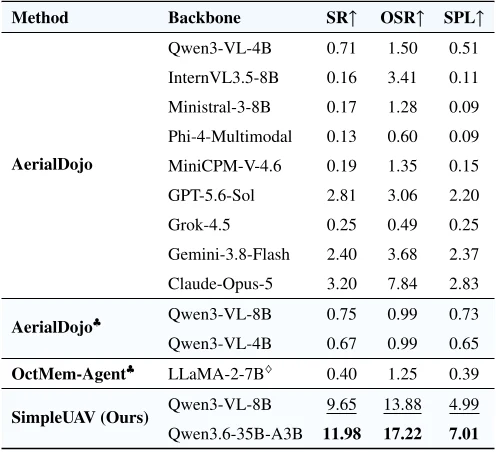 Method Backbone SR↑ OSR↑ SPL↑
Qwen3-VL-4B 0.71 1.50 0.51
InternVL3.5-8B 0.16 3.41 0.11
Ministral-3-8B 0.17 1.28 0.09
Phi-4-Multimodal 0.13 0.60 0.09
AerialDojo MiniCPM-V-4.6 0.19 1.35 0.15
GPT-5.6-Sol 2.81 3.06 2.20
Grok-4.5 0.25 0.49 0.25
Gemini-3.8-Flash 2.40 3.68 2.37
Claude-Opus-5 3.20 7.84 2.83
AerialDojo♣ Qwen3-VL-8B 0.75 0.99 0.73
Qwen3-VL-4B 0.67 0.99 0.65
OctMem-Agent♣ LLaMA-2-7B♢ 0.40 1.25 0.39
SimpleUAV (Ours) Qwen3-VL-8B 9.65 13.88 4.99
Qwen3.6-35B-A3B 11.98 17.22 7.01